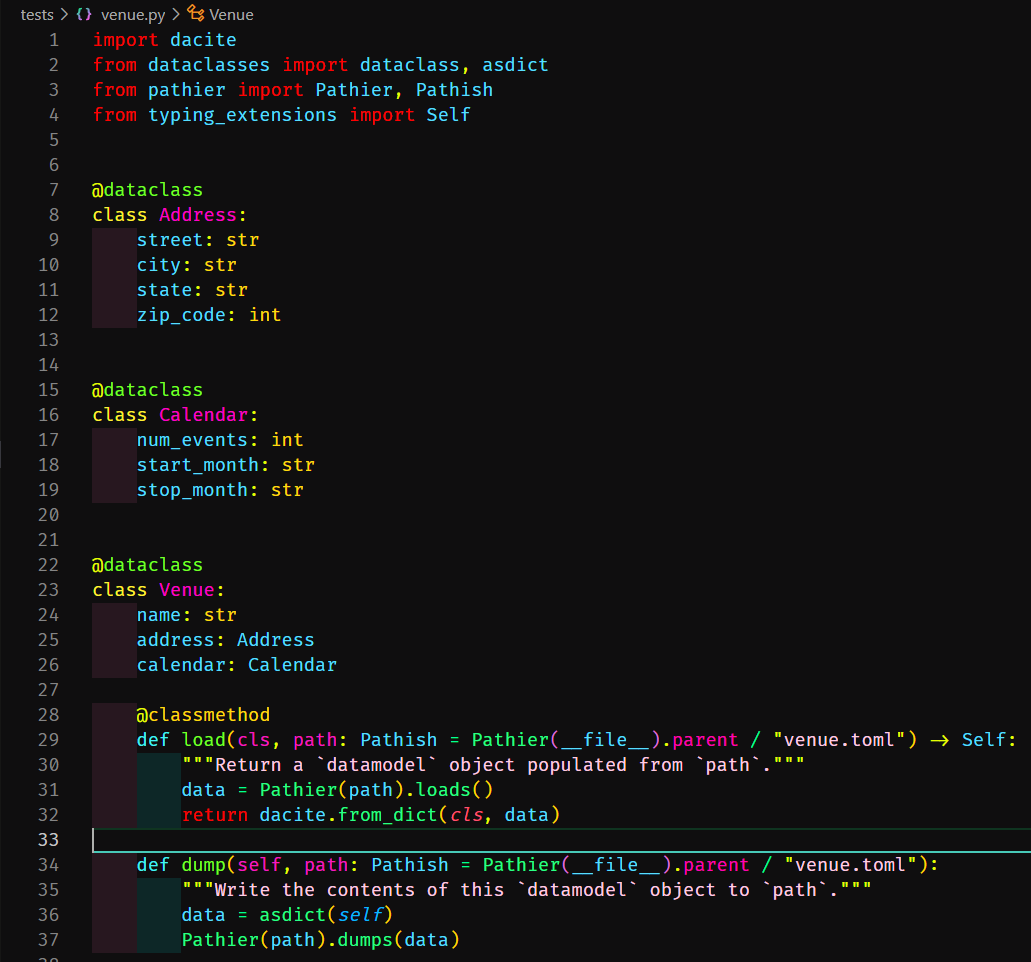 tests > {} venue.py > Venue
1 import dacite
2 from dataclasses import dataclass, asdict
3 from pathier import Pathier, Pathish
4 from typing_extensions import Self
5
6
7 @dataclass
8 class Address:
9     street: str
10     city: str
11     state: str
12     zip_code: int
13
14
15 @dataclass
16 class Calendar:
17     num_events: int
18     start_month: str
19     stop_month: str
20
21
22 @dataclass
23 class Venue:
24     name: str
25     address: Address
26     calendar: Calendar
27
28     @classmethod
29     def load(cls, path: Pathish = Pathier(__file__).parent / "venue.toml") → Self:
30         """Return a `datamodel` object populated from `path`."""
31         data = Pathier(path).loads()
32         return dacite.from_dict(cls, data)
33
34     def dump(self, path: Pathish = Pathier(__file__).parent / "venue.toml"):
35         """Write the contents of this `datamodel` object to `path`."""
36         data = asdict(self)
37         Pathier(path).dumps(data)